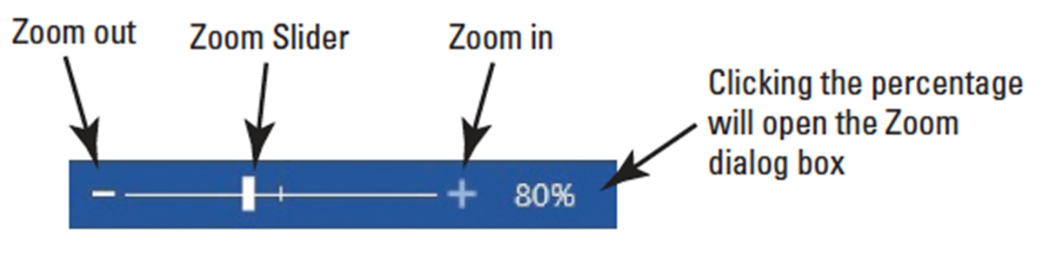 Zoom out
Zoom Slider
Zoom in
Clicking the percentage
will open the Zoom
dialog box
80%